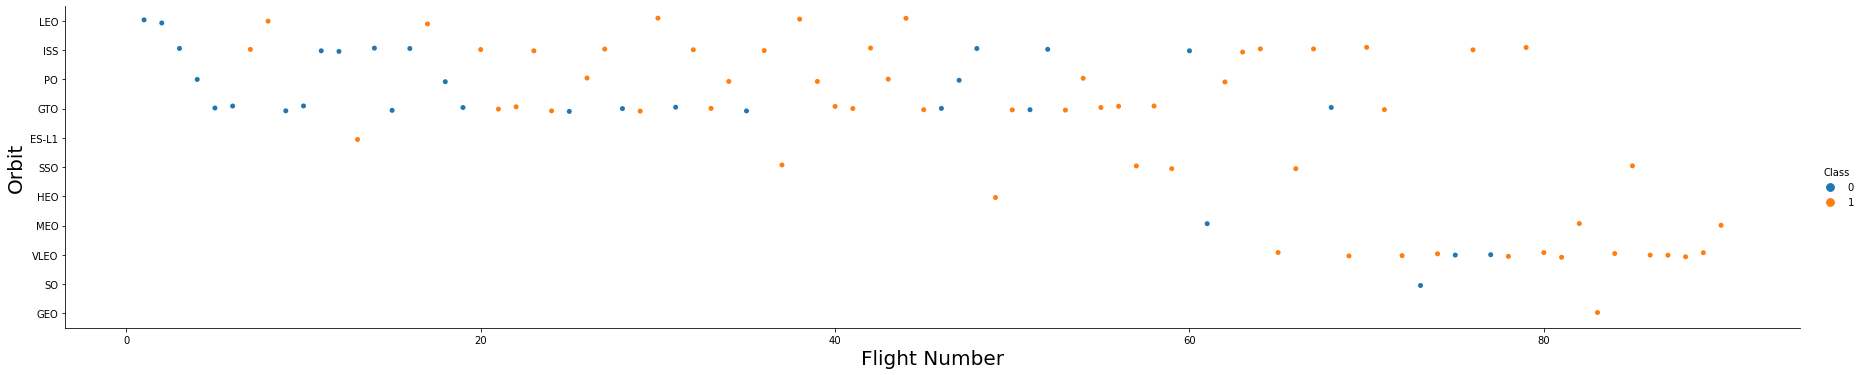 LEO
ISS
PO
GTO
ES-L1
SSO
HEO
MEO
VLEO
SO
GEO
Orbit
0 20 40 60 80
Flight Number
Class
0
1